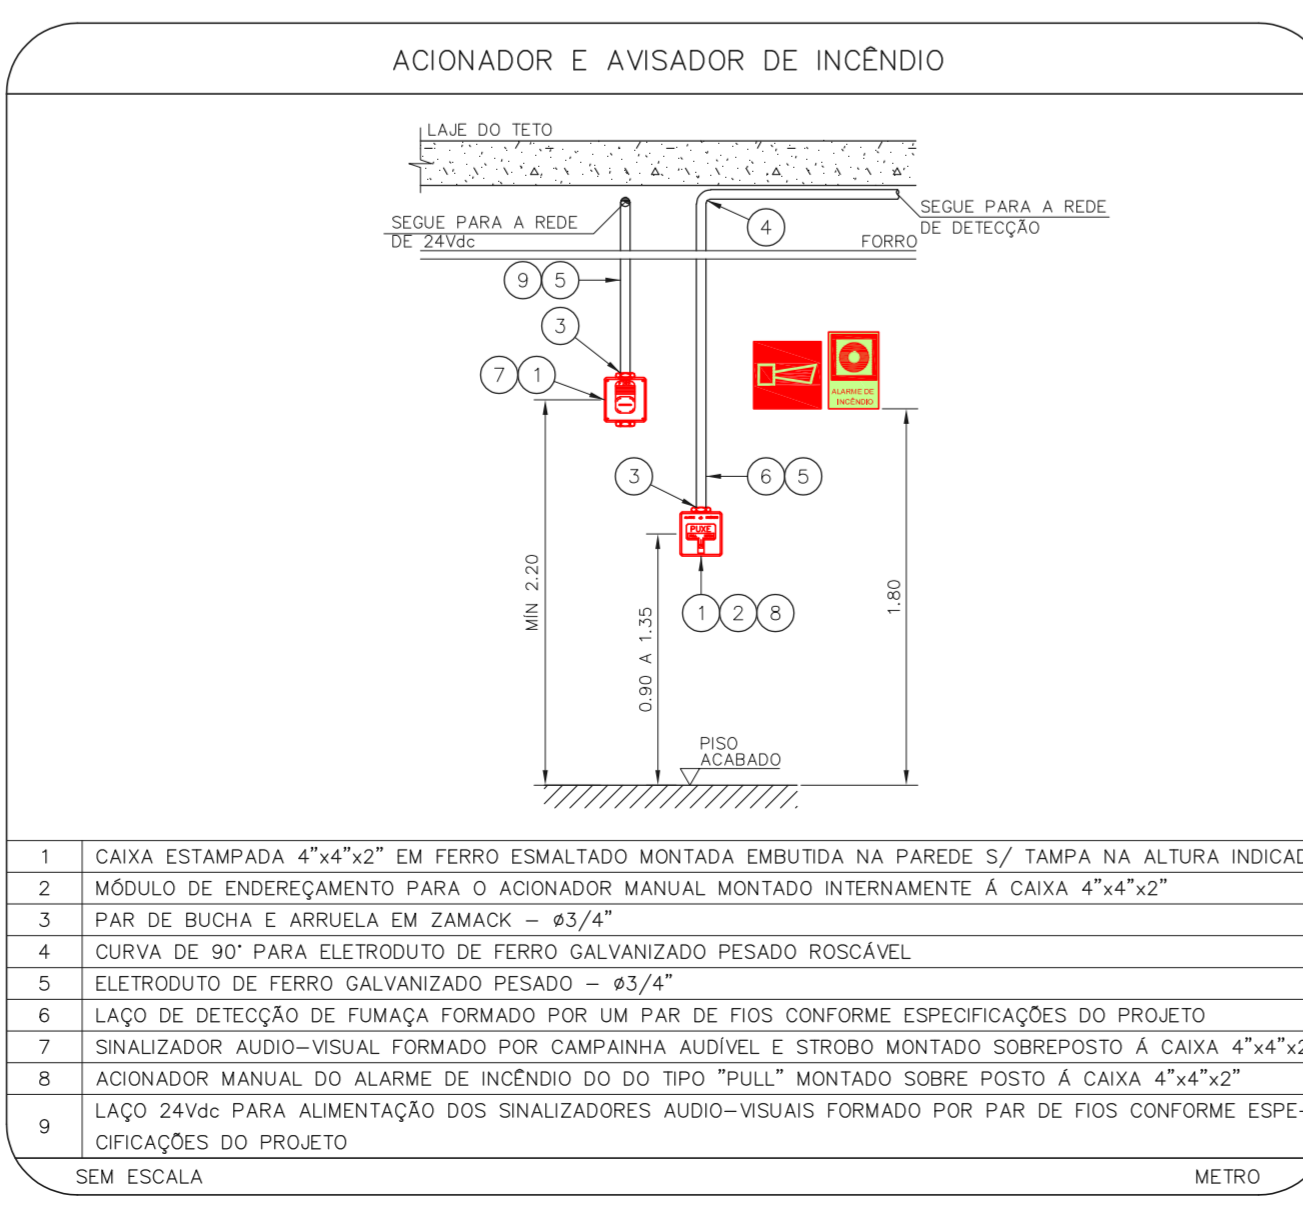 ACIONADOR E AVISADOR DE INCÊNDIO
LAJE DO TETO
SEGUE PARA A REDE
DE 24Vdc
4
SEGUE PARA A REDE
DE DETECÇÃO
FORRO
9 5
3
7 1
ALARME DE
INCÊNDIO
3
6 5
PUXE
1 2 8
MÍN 2.20
0.90 A 1.35
1.80
PISO
ACABADO
1 CAIXA ESTAMPADA 4"x4"x2" EM FERRO ESMALTADO MONTADA EMBUTIDA NA PAREDE S/ TAMPA NA ALTURA INDICAD
2 MÓDULO DE ENDEREÇAMENTO PARA O ACIONADOR MANUAL MONTADO INTERNAMENTE Á CAIXA 4"x4"x2"
3 PAR DE BUCHA E ARRUELA EM ZAMACK – ø3/4"
4 CURVA DE 90° PARA ELETRODUTO DE FERRO GALVANIZADO PESADO ROSCÁVEL
5 ELETRODUTO DE FERRO GALVANIZADO PESADO – ø3/4"
6 LAÇO DE DETECÇÃO DE FUMAÇA FORMADO POR UM PAR DE FIOS CONFORME ESPECIFICAÇÕES DO PROJETO
7 SINALIZADOR AUDIO–VISUAL FORMADO POR CAMPAINHA AUDÍVEL E STROBO MONTADO SOBREPOSTO Á CAIXA 4"x4"x2
8 ACIONADOR MANUAL DO ALARME DE INCÊNDIO DO DO TIPO "PULL" MONTADO SOBRE POSTO Á CAIXA 4"x4"x2"
9 LAÇO 24Vdc PARA ALIMENTAÇÃO DOS SINALIZADORES AUDIO–VISUAIS FORMADO POR PAR DE FIOS CONFORME ESPE–
CIFICAÇÕES DO PROJETO
SEM ESCALA
METRO